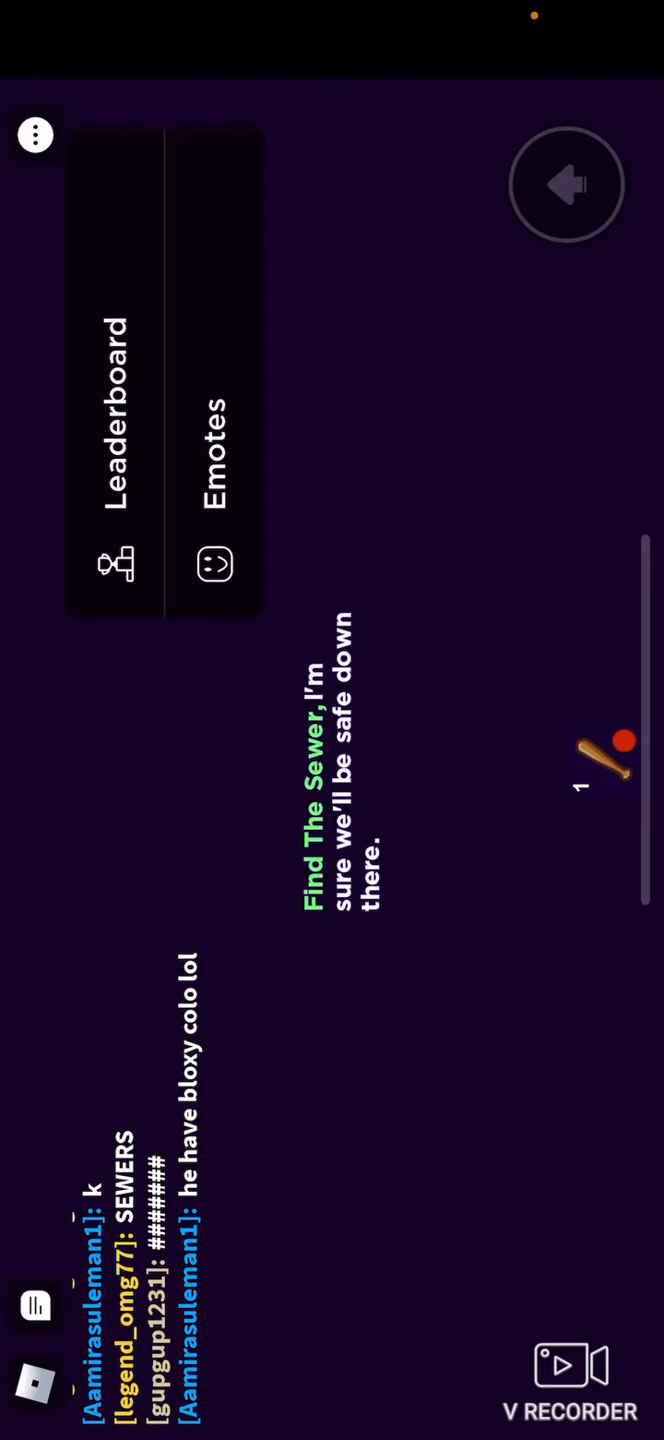 [Aamirasuleman1]: k
[legend_omg77]: SEWERS
[gupgup1231]: #######
[Aamirasuleman1]: he have bloxy colo lol
Leaderboard
Emotes
Find The Sewer,I'm
sure we'll be safe down
there.
1
V RECORDER